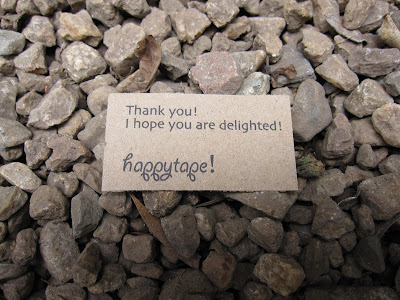 Thank you!
I hope you are delighted!
happytape!